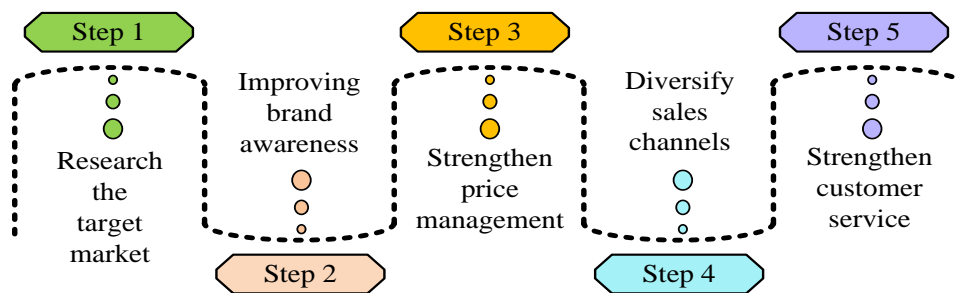 Step 1
Research
the
target
market
Improving
brand
awareness
Step 2
Step 3
Strengthen
price
management
Diversify
sales
channels
Step 4
Step 5
Strengthen
customer
service